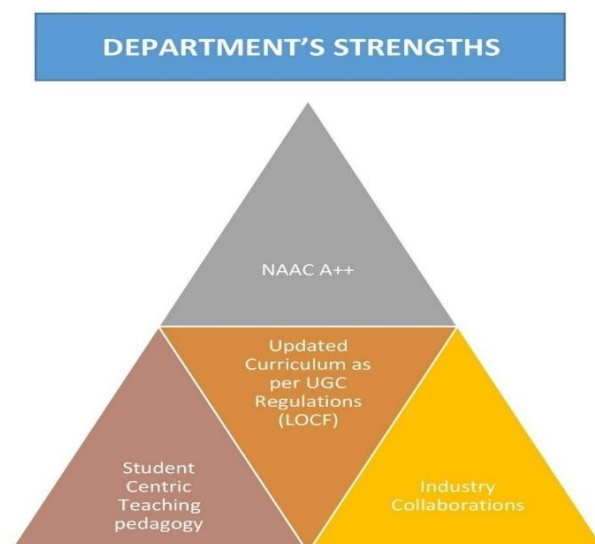 DEPARTMENT'S STRENGTHS
NAAC A++
Updated
Curriculum as
per UGC
Regulations
(LOCF)
Student
Centric
Teaching
pedagogy
Industry
Collaborations